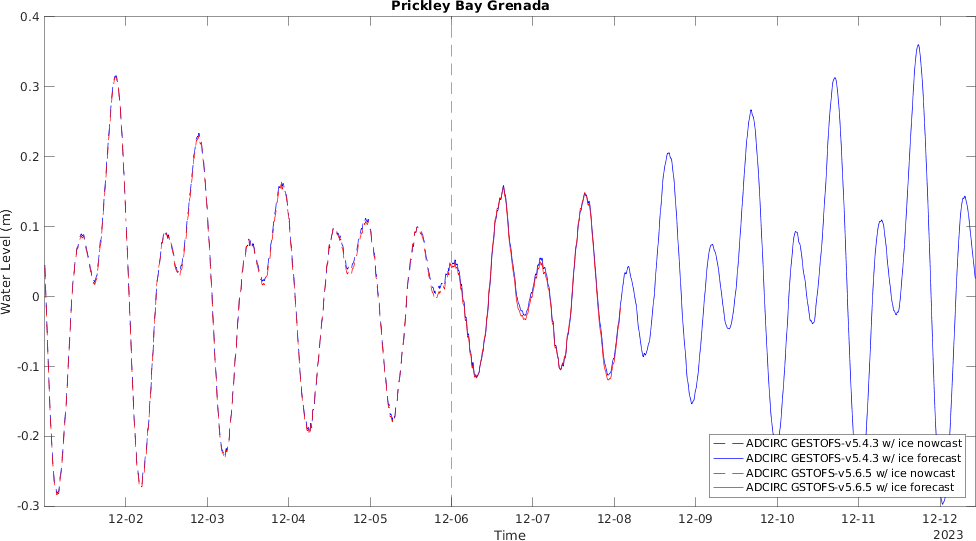 Prickley Bay Grenada
0.4
0.3
0.2
0.1
0
-0.1
-0.2
-0.3
Water Level (m)
12-02
12-03
12-04
12-05
12-06
12-07
12-08
12-09
12-10
12-11
12-12
Time
2023
ADCIRC GESTOFS-v5.4.3 w/ ice nowcast
ADCIRC GESTOFS-v5.4.3 w/ ice forecast
ADCIRC GSTOFS-v5.6.5 w/ ice nowcast
ADCIRC GSTOFS-v5.6.5 w/ ice forecast